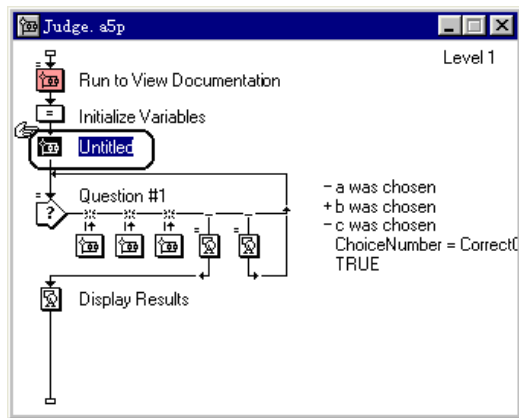 Judge. a5p
Level 1
Run to View Documentation
=
Initialize Variables
Untitled
Question #1
?
- a was chosen
+ b was chosen
- c was chosen
ChoiceNumber = CorrectC
TRUE
Display Results